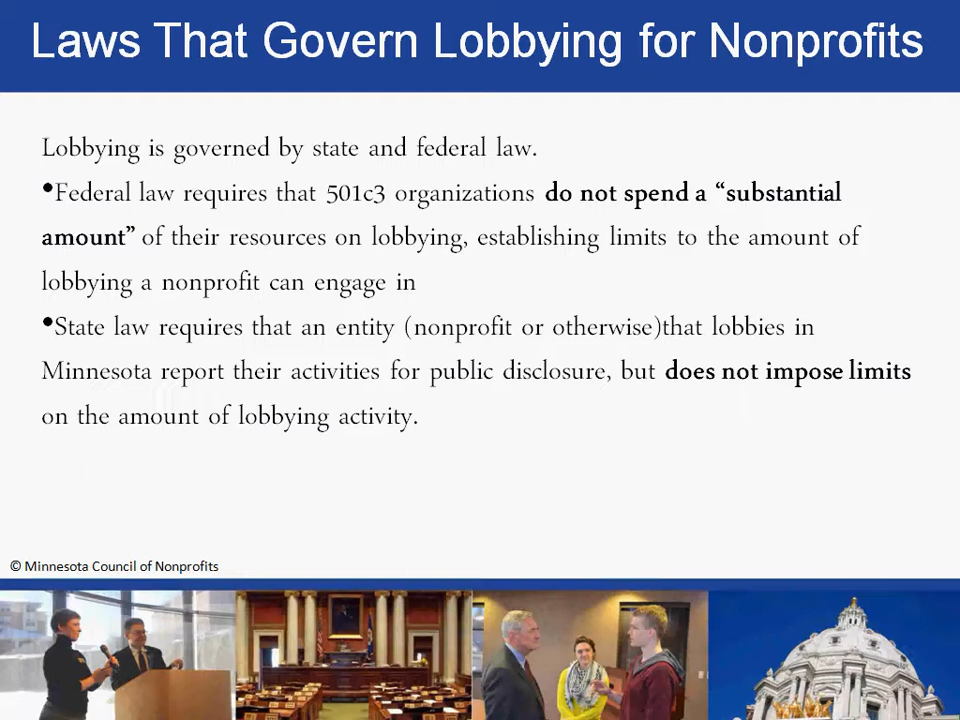 Laws That Govern Lobbying for Nonprofits
Lobbying is governed by state and federal law.
•Federal law requires that 501c3 organizations do not spend a “substantial
amount” of their resources on lobbying, establishing limits to the amount of
lobbying a nonprofit can engage in
•State law requires that an entity (nonprofit or otherwise)that lobbies in
Minnesota report their activities for public disclosure, but does not impose limits
on the amount of lobbying activity.
© Minnesota Council of Nonprofits